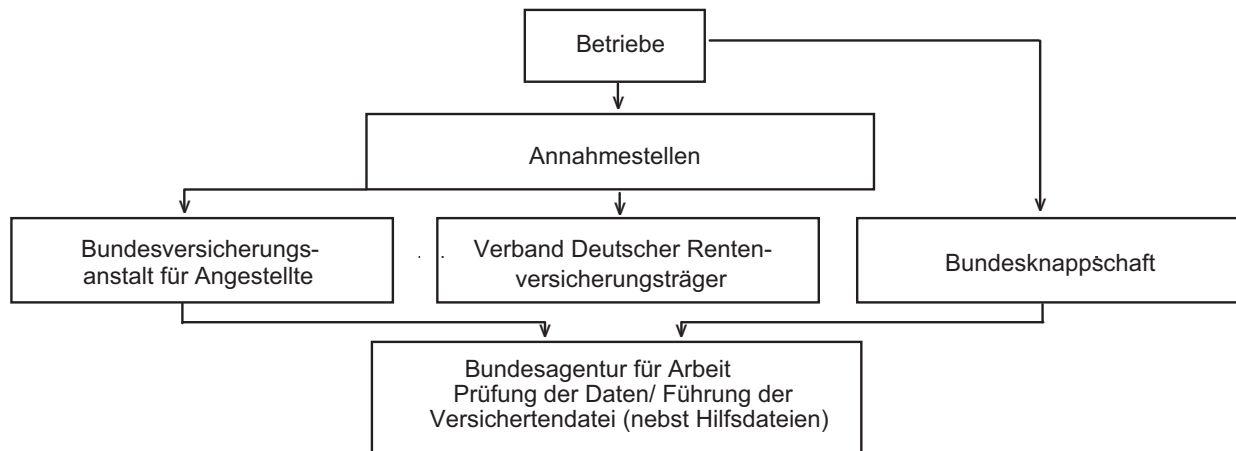 Betriebe
Annahmestellen
Bundesversicherungs-
anstalt für Angestellte
Verband Deutscher Renten-
versicherungsträger
Bundesknappschaft
Bundesagentur für Arbeit
Prüfung der Daten/ Führung der
Versichertendatei (nebst Hilfsdateien)